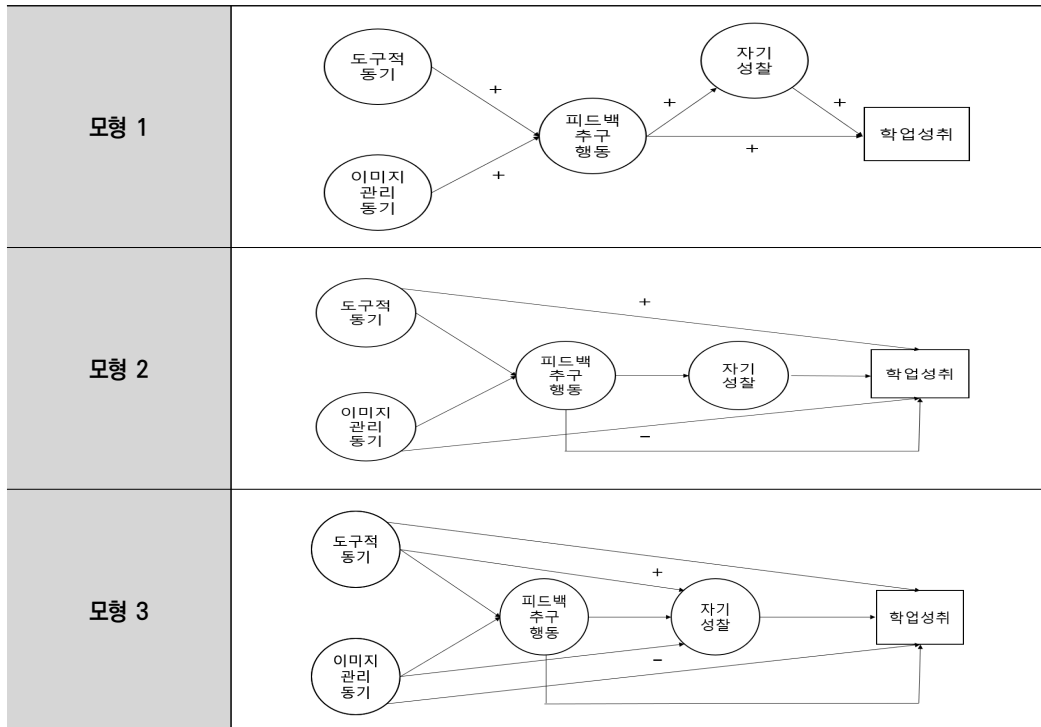 모형 1
도구적
동기
+
이미지
관리
동기
+
피드백
추구
행동
+
자기
성찰
+
+
학업성취
모형 2
도구적
동기
+
이미지
관리
동기
피드백
추구
행동
자기
성찰
학업성취
−
모형 3
도구적
동기
+
이미지
관리
동기
피드백
추구
행동
자기
성찰
학업성취
−